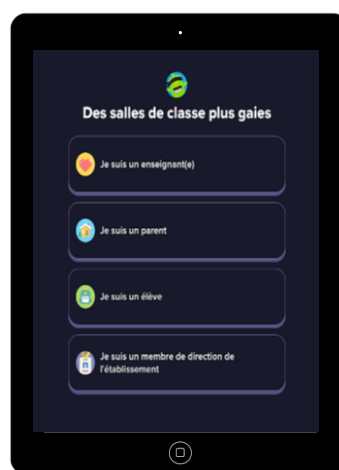 Des salles de classe plus gaies
Je suis un enseignant(e)
Je suis un parent
Je suis un élève
Je suis un membre de direction de
l'établissement